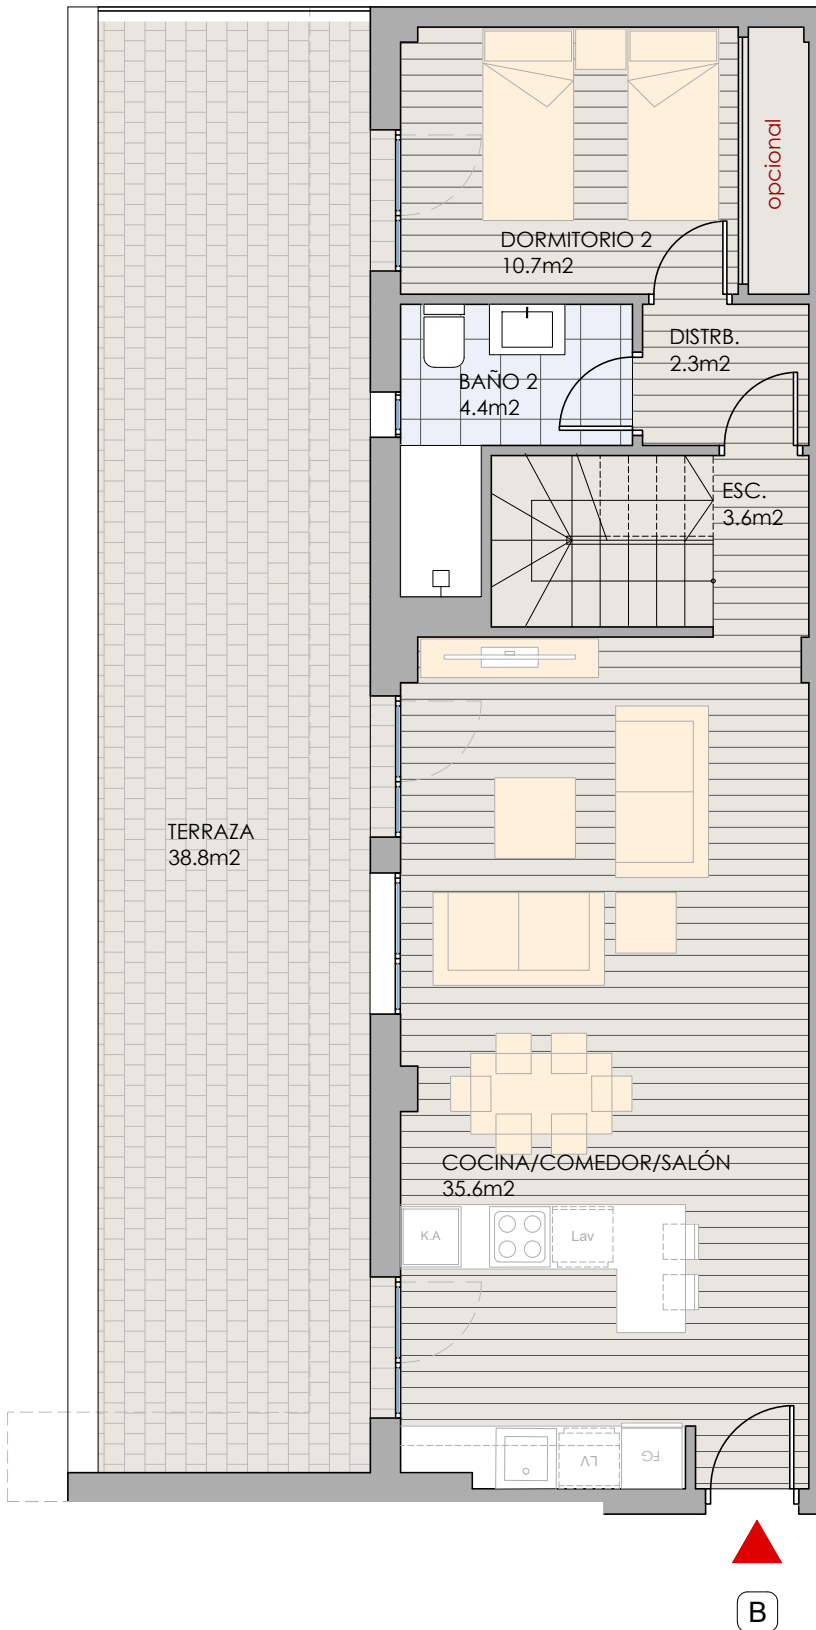 opcional
DORMITORIO 2
10.7m2
DISTRB.
2.3m2
BAÑO 2
4.4m2
ESC.
3.6m2
TERRAZA
38.8m2
COCINA/COMEDOR/SALÓN
35.6m2
K.A
Lav
LV
FG
B